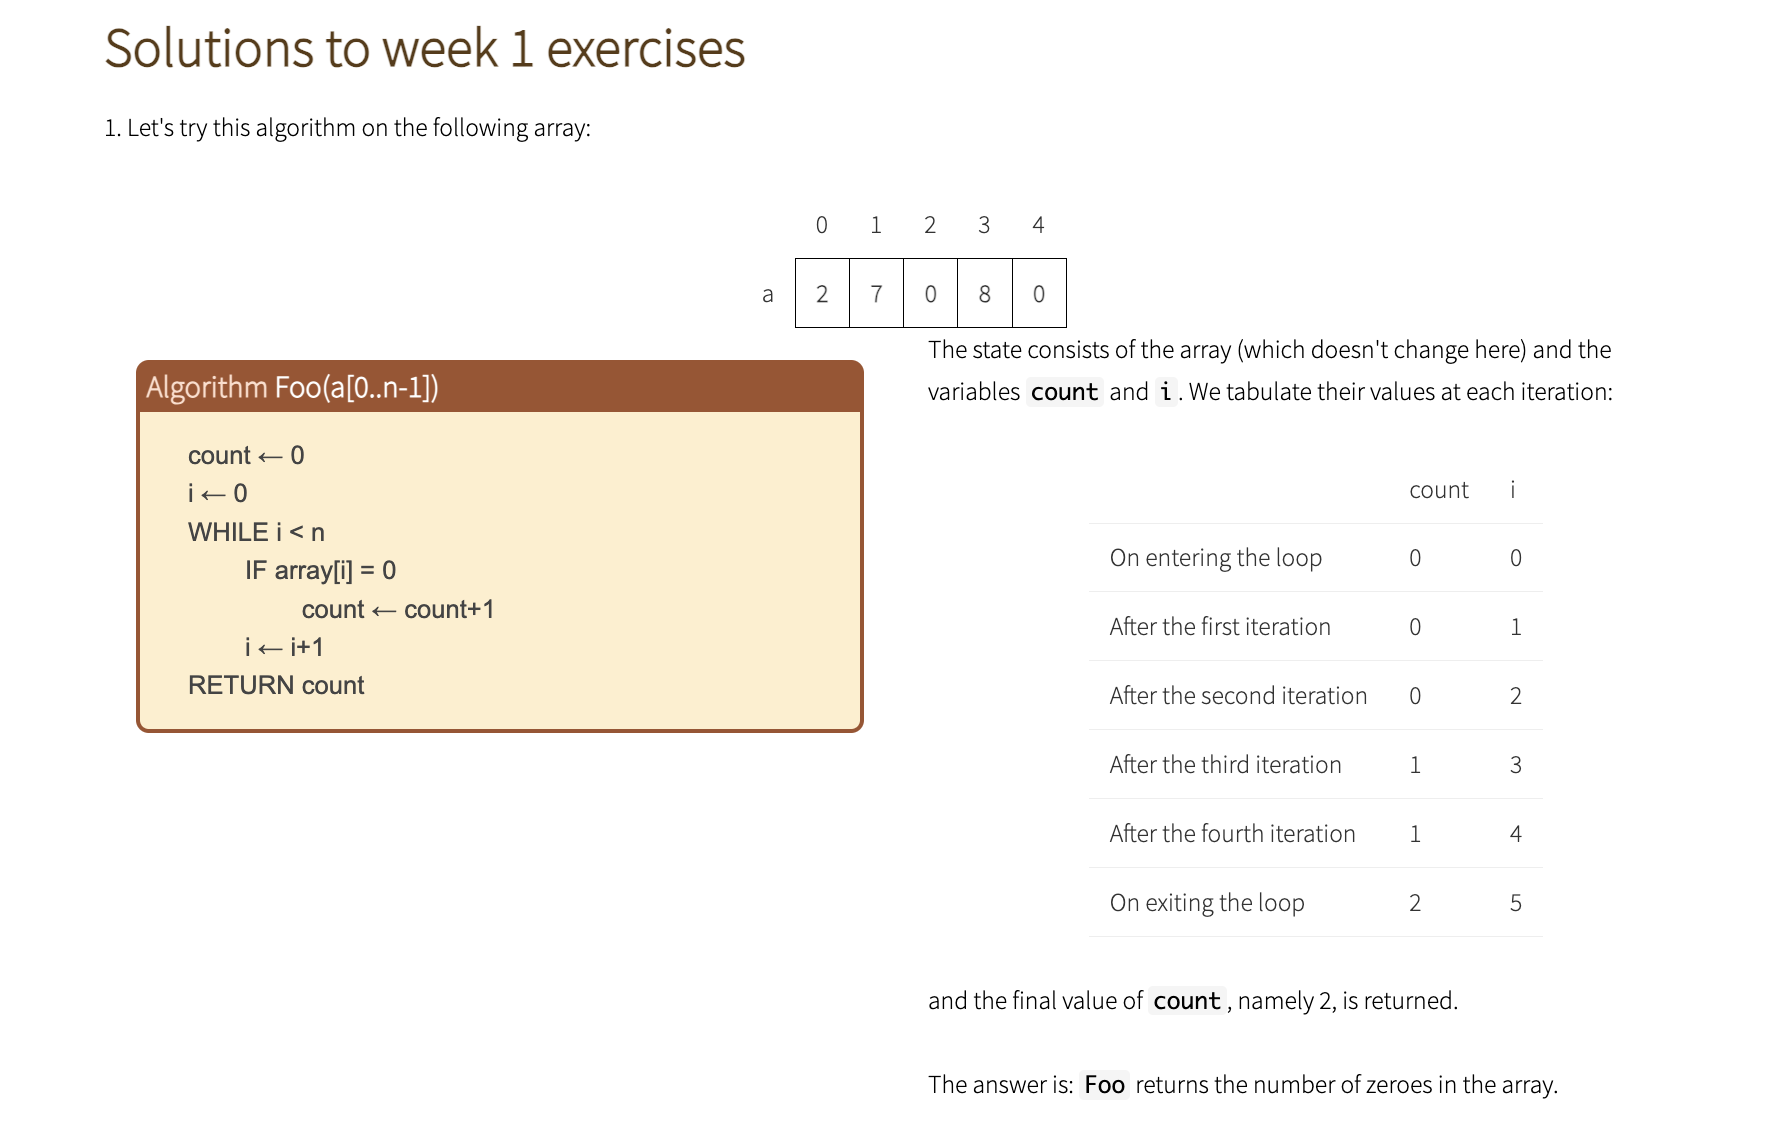 Solutions to week 1 exercises
1. Let's try this algorithm on the following array:
0 1 2 3 4
a 2 7 0 8 0
Algorithm Foo(a[0..n-1])
count ← 0
i ← 0
WHILE i < n
IF array[i] = 0
count ← count+1
i ← i+1
RETURN count
The state consists of the array (which doesn't change here) and the
variables count and i. We tabulate their values at each iteration:
count i
On entering the loop 0 0
After the first iteration 0 1
After the second iteration 0 2
After the third iteration 1 3
After the fourth iteration 1 4
On exiting the loop 2 5
and the final value of count, namely 2, is returned.
The answer is: Foo returns the number of zeroes in the array.